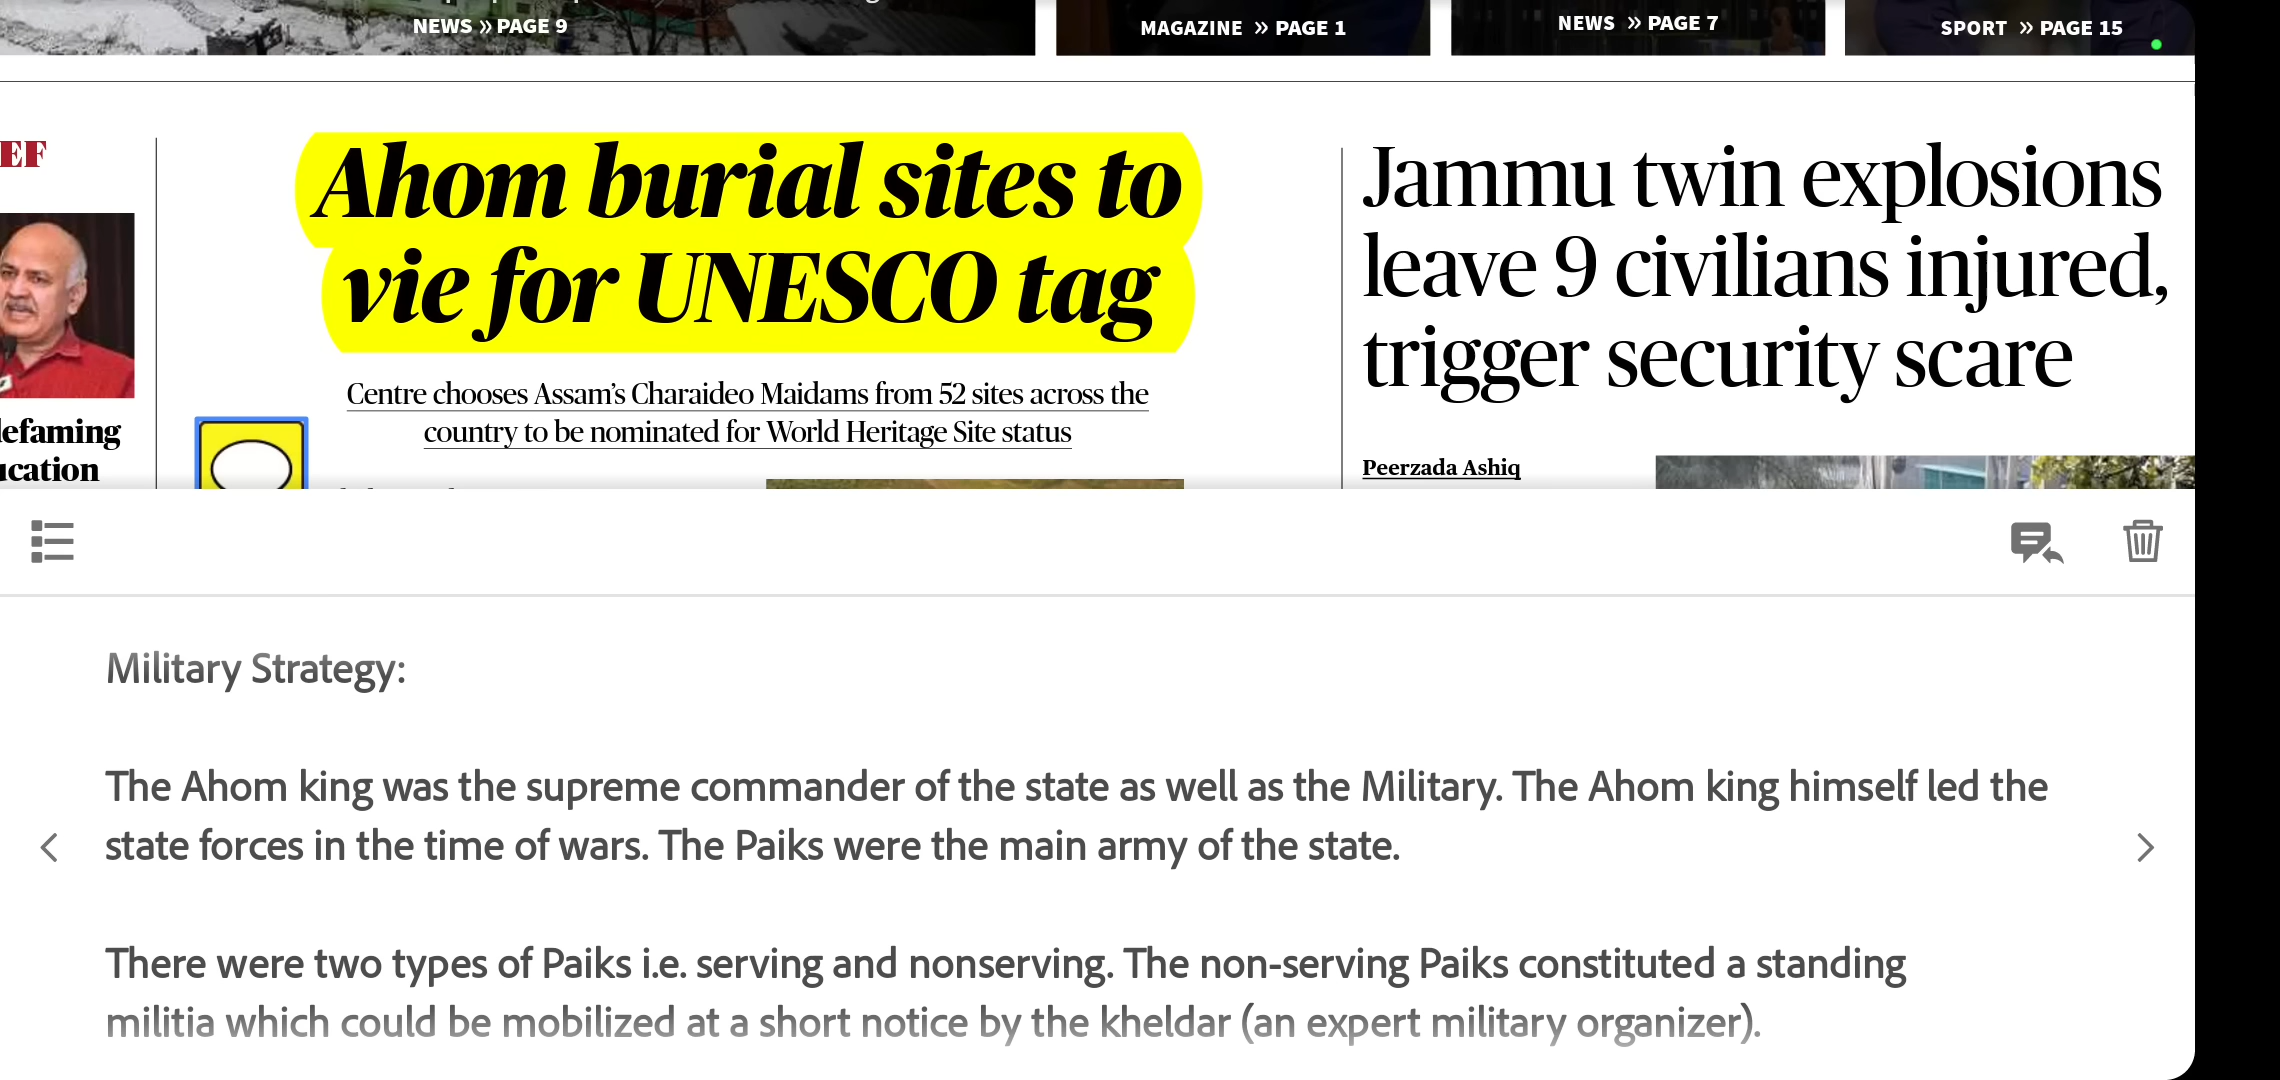 NEWS » PAGE 9
MAGAZINE » PAGE 1
NEWS » PAGE 7
SPORT » PAGE 15
EF
efaming
ucation
Ahom burial sites to
vie for UNESCO tag
Centre chooses Assam’s Charaideo Maidams from 52 sites across the
country to be nominated for World Heritage Site status
Jammu twin explosions
leave 9 civilians injured,
trigger security scare
Peerzada Ashiq
Military Strategy:
The Ahom king was the supreme commander of the state as well as the Military. The Ahom king himself led the
state forces in the time of wars. The Paiks were the main army of the state.
There were two types of Paiks i.e. serving and nonserving. The non-serving Paiks constituted a standing
militia which could be mobilized at a short notice by the kheldar (an expert military organizer).